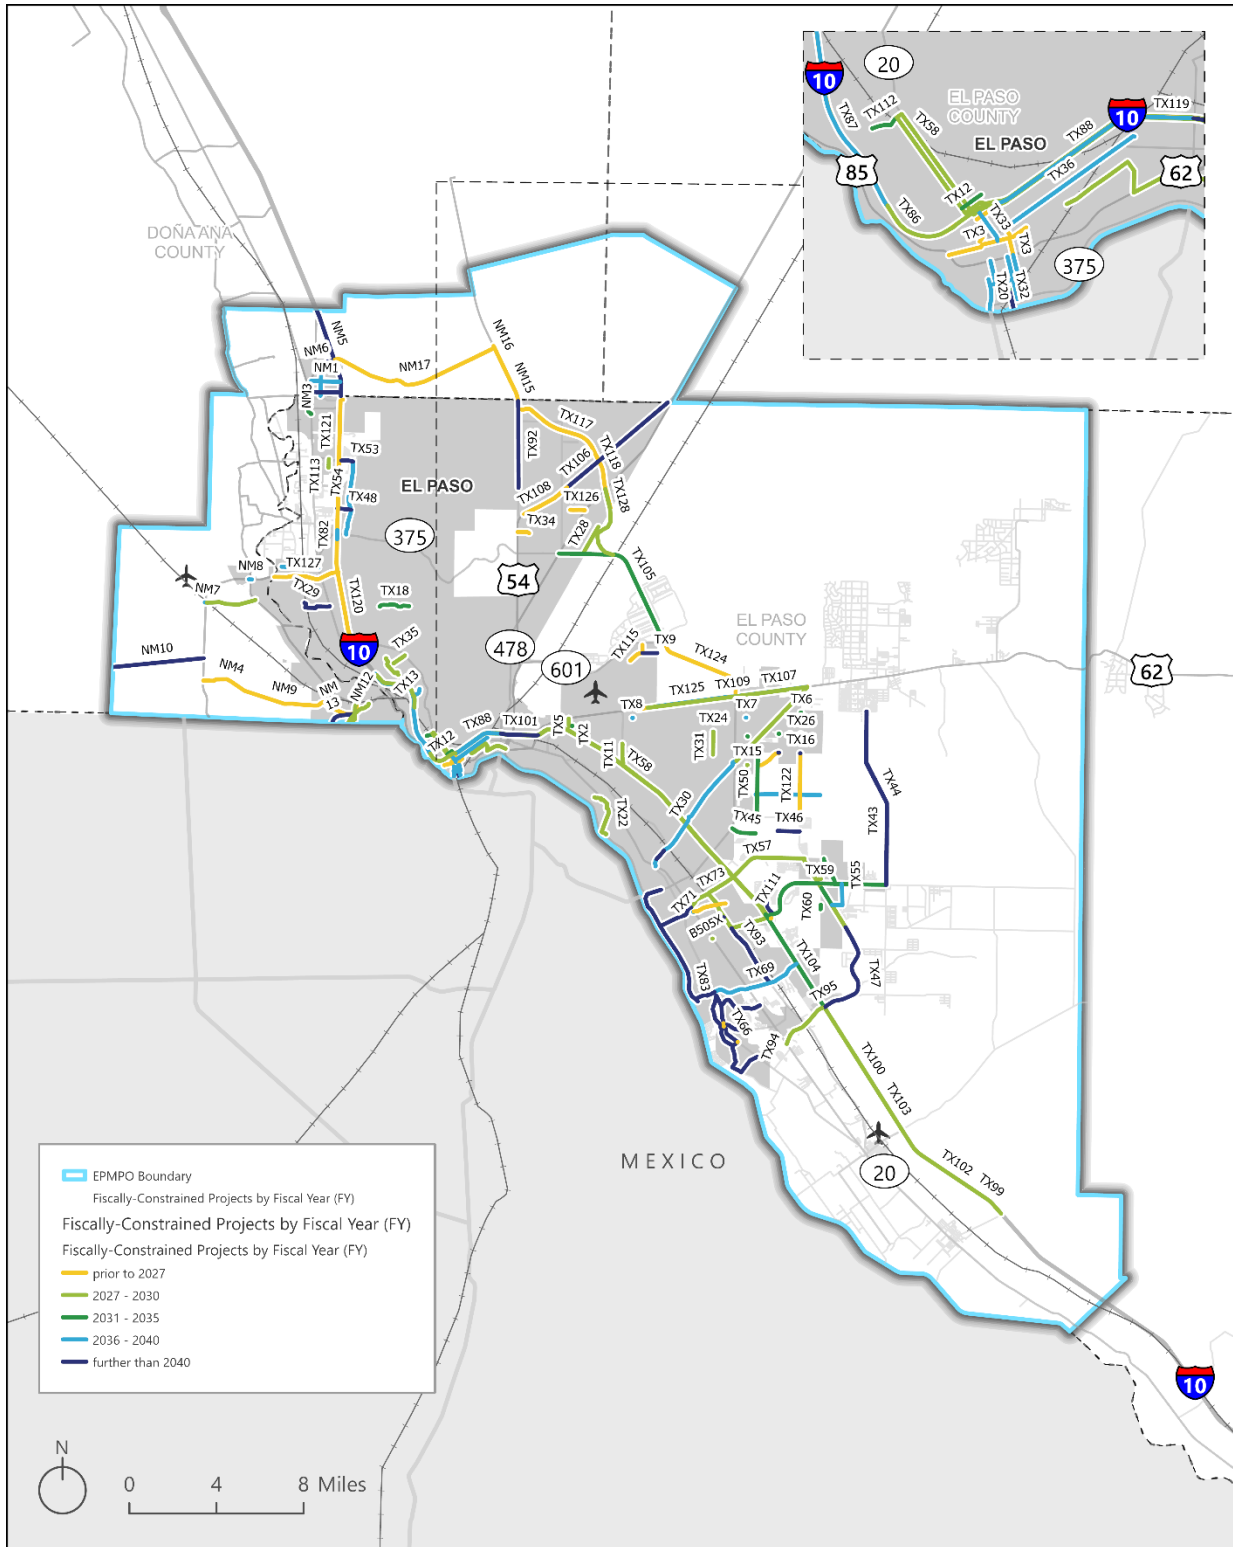 10
20
TX112
EL PASO
COUNTY
TX58
TX87
EL PASO
TX88
10
TX119
TX36
85
62
TX12
TX86
TX33
TX3
TX3
375
TX20
TX32
DOÑA ANA
COUNTY
NM5
NM6
NM1
NM3
NM17
NM16
NM15
TX121
TX92
TX117
TX53
TX106
TX118
TX113
TX54
EL PASO
TX48
TX108
TX126
TX128
TX82
375
TX34
TX28
TX105
NM8
TX127
54
NM7
TX29
TX18
TX120
EL PASO
COUNTY
10
TX35
478
TX115
TX9
NM10
601
TX124
62
NM4
NM9
NM
13
NM12
TX13
TX125
TX109
TX107
TX8
TX7
TX6
TX88
TX101
TX5
TX2
TX24
TX26
TX12
TX31
TX16
TX11
TX58
TX15
TX50
TX122
TX44
TX30
TX22
TX45
TX46
TX43
TX57
TX73
TX59
TX55
TX71
TX111
TX60
B505X
TX93
TX104
TX69
TX47
TX83
TX95
TX66
TX94
TX100
TX103
MEXICO
20
TX102
TX99
10
EPMPO Boundary
Fiscally-Constrained Projects by Fiscal Year (FY)
Fiscally-Constrained Projects by Fiscal Year (FY)
Fiscally-Constrained Projects by Fiscal Year (FY)
prior to 2027
2027 - 2030
2031 - 2035
2036 - 2040
further than 2040
N
0 4 8 Miles